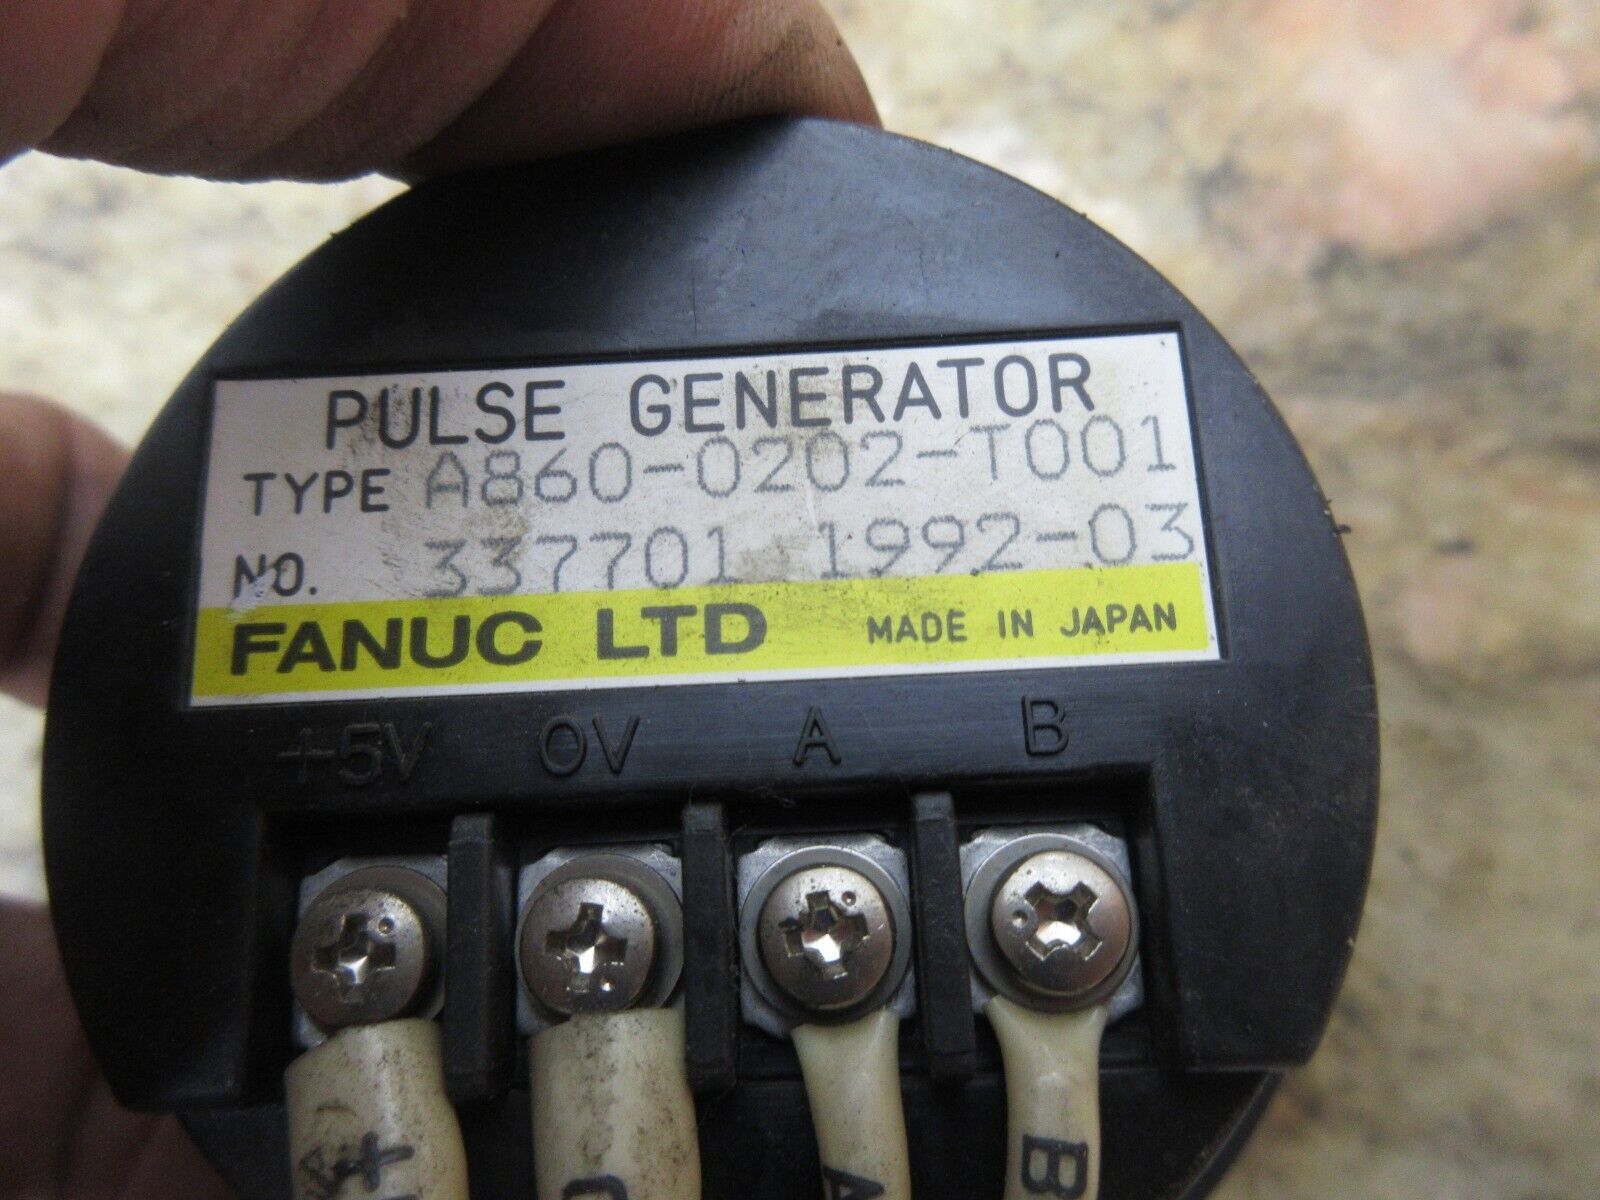 PULSE GENERATOR
TYPE A860-0202-T001
NO. 337701 1992-03
FANUC LTD MADE IN JAPAN
+5V 0V A B
+ A B